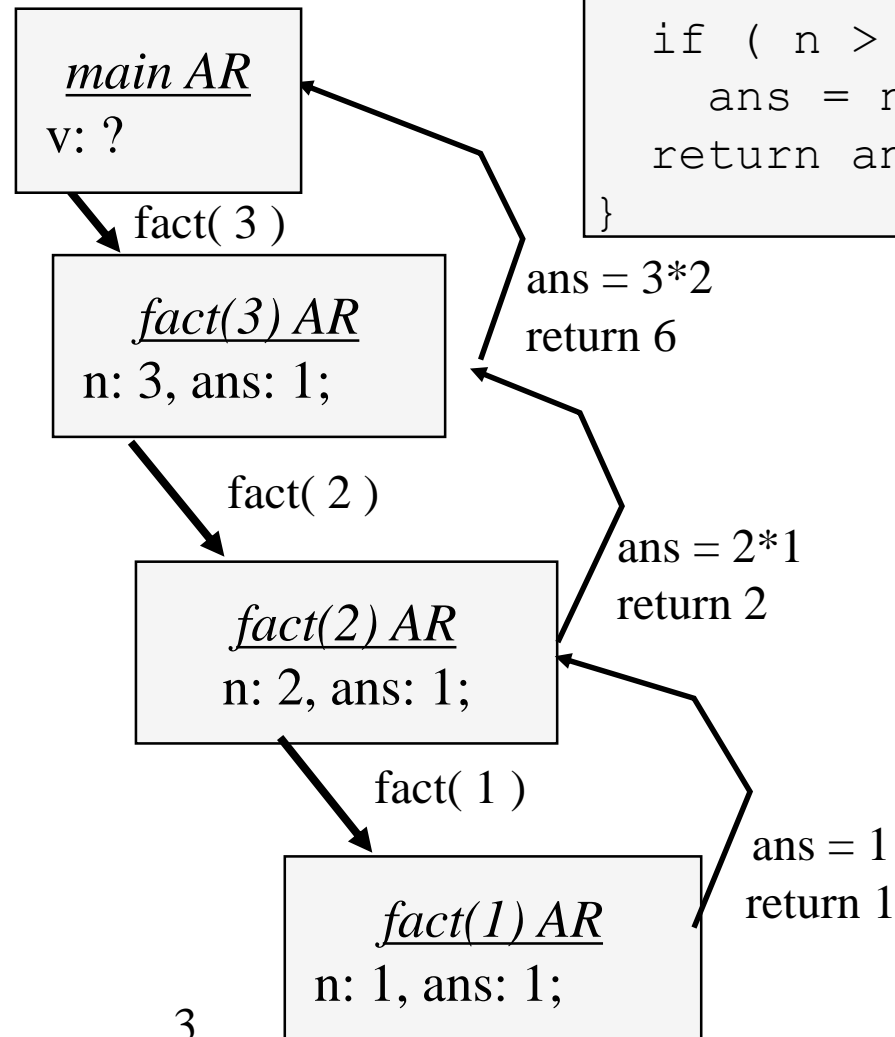 if ( n >
ans =
return
}
main AR
v: ?
fact( 3 )
ans = 3*2
return 6
fact(3) AR
n: 3, ans: 1;
fact( 2 )
ans = 2*1
return 2
fact(2) AR
n: 2, ans: 1;
fact( 1 )
ans = 1
return 1
fact(1) AR
n: 1, ans: 1;
3